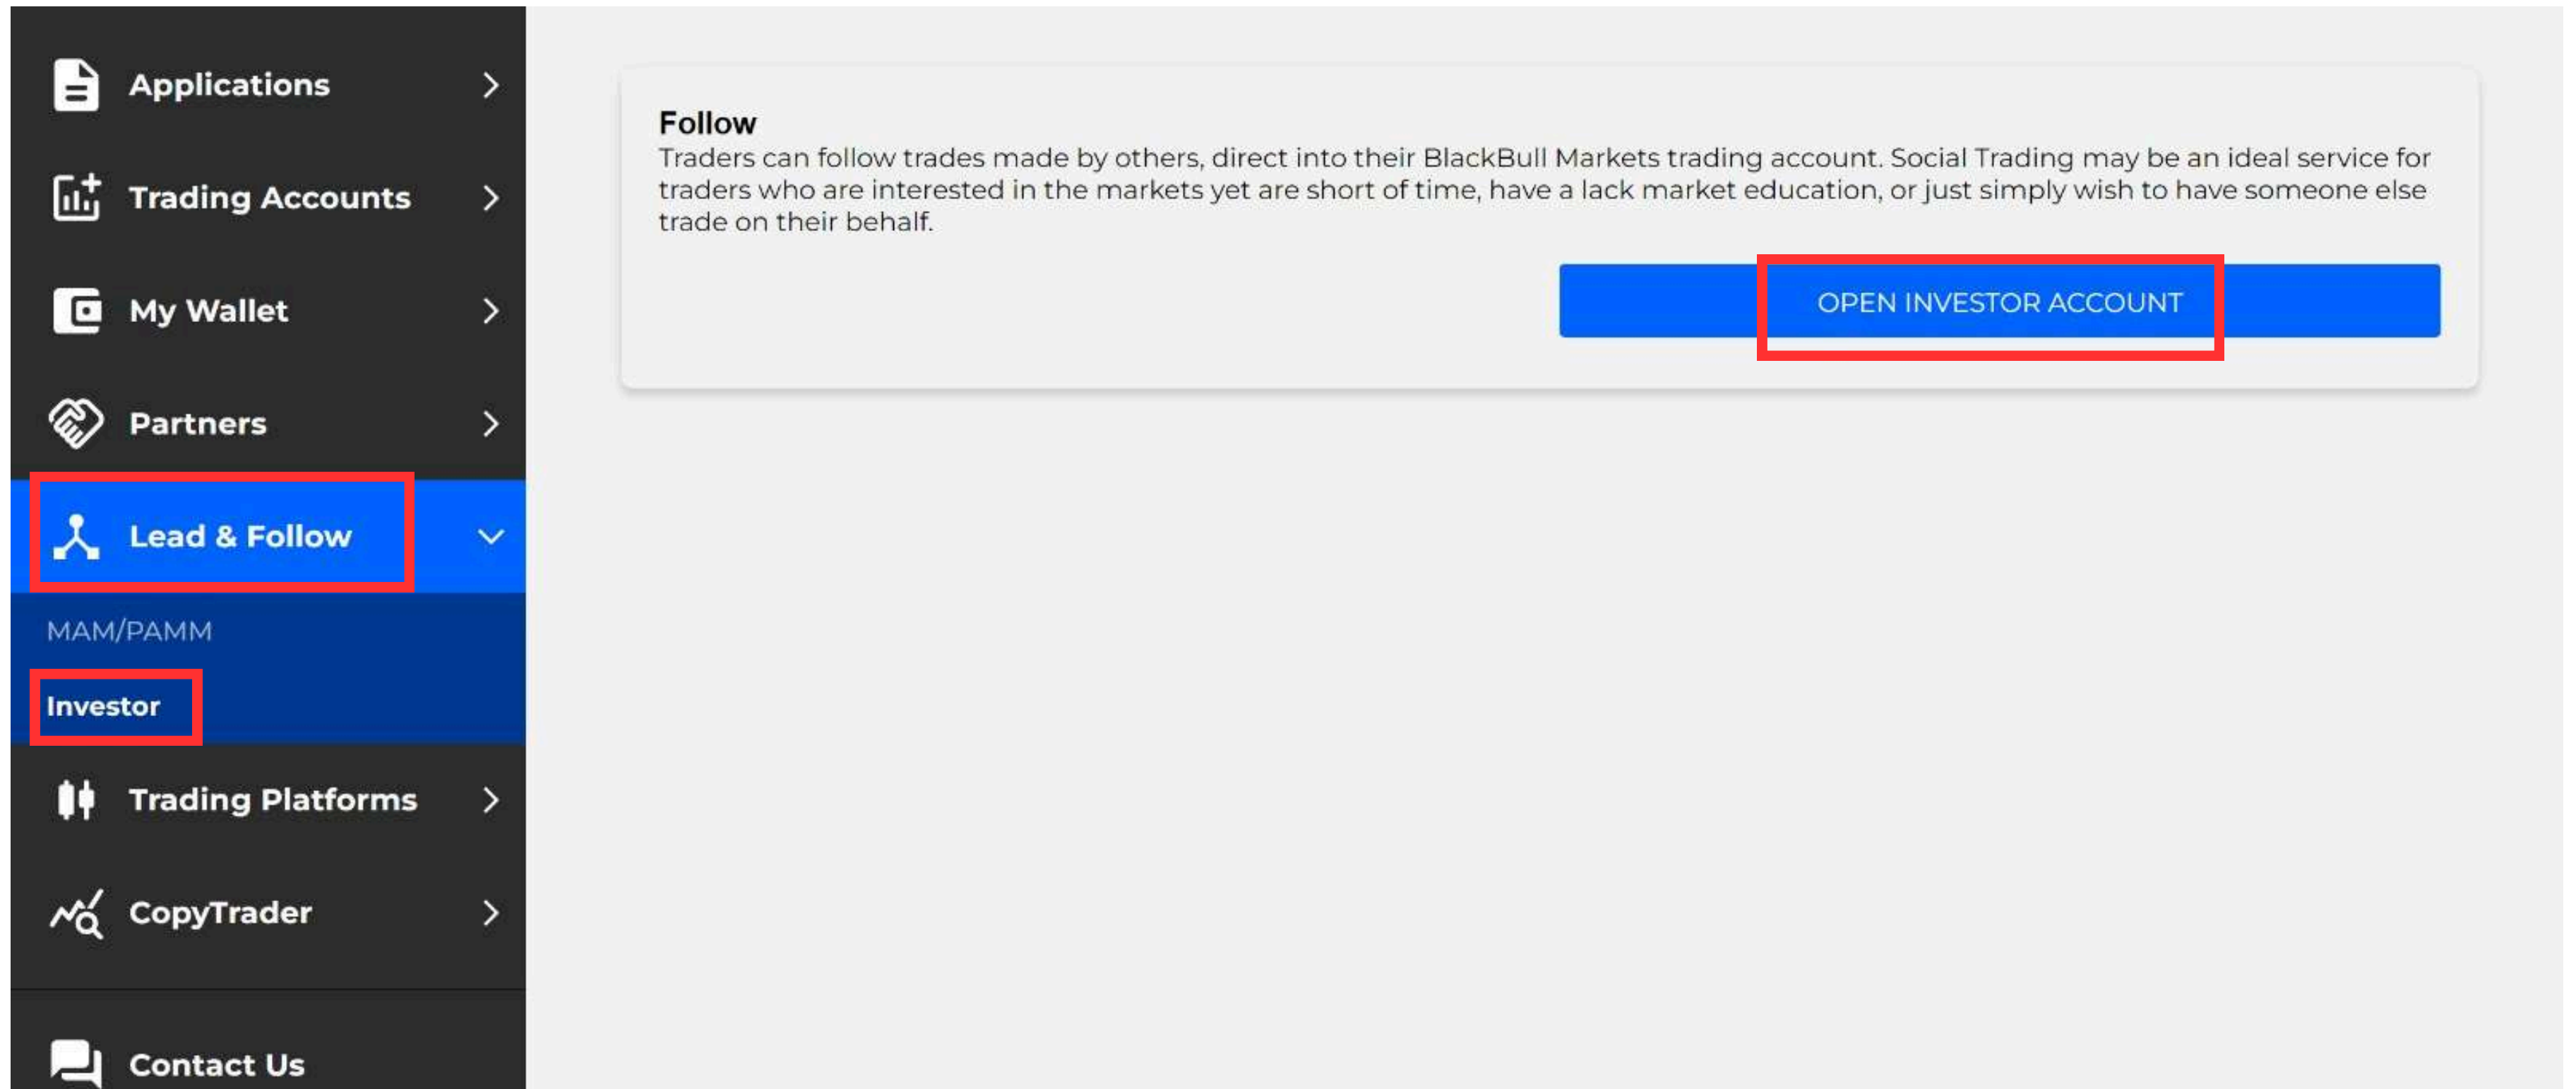 Applications
Trading Accounts
My Wallet
Partners
Lead & Follow
MAM/PAMM
Investor
Trading Platforms
CopyTrader
Contact Us
Follow
Traders can follow trades made by others, direct into their BlackBull Markets trading account. Social Trading may be an ideal service for
traders who are interested in the markets yet are short of time, have a lack market education, or just simply wish to have someone else
trade on their behalf.
OPEN INVESTOR ACCOUNT